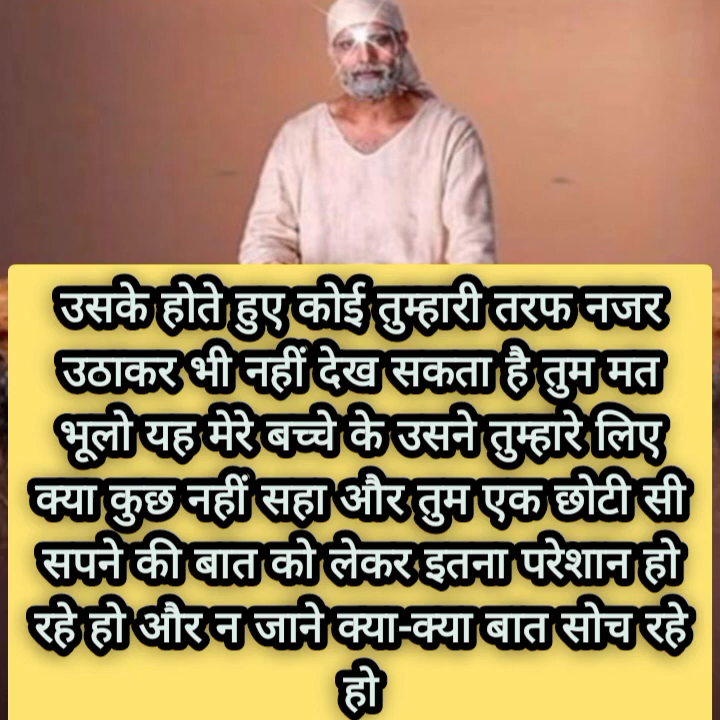 उसके होते हुए कोई तुम्हारी तरफ नजर
उठाकर भी नहीं देख सकता है तुम मत
भूलो यह मेरे बच्चे के उसने तुम्हारे लिए
क्या कुछ नहीं सहा और तुम एक छोटी सी
सपने की बात को लेकर इतना परेशान हो
रहे हो और न जाने क्या-क्या बात सोच रहे
हो